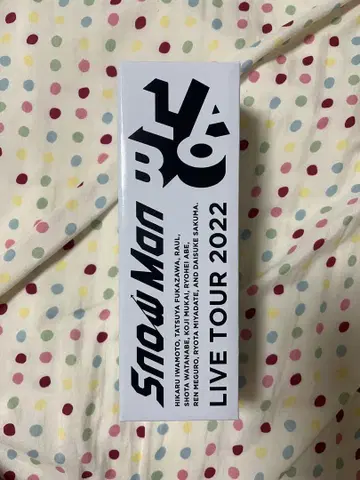 Snow Man
HIKARU IWAMOTO, TATSUYA FUKAZAWA, RAUL,
SHOTA WATANABE, KOJI MUKAI, RYOHEI ABE,
REN MEGURO, RYOTA MIYADATE, AND DAISUKE SAKUMA.
LIVE TOUR 2022